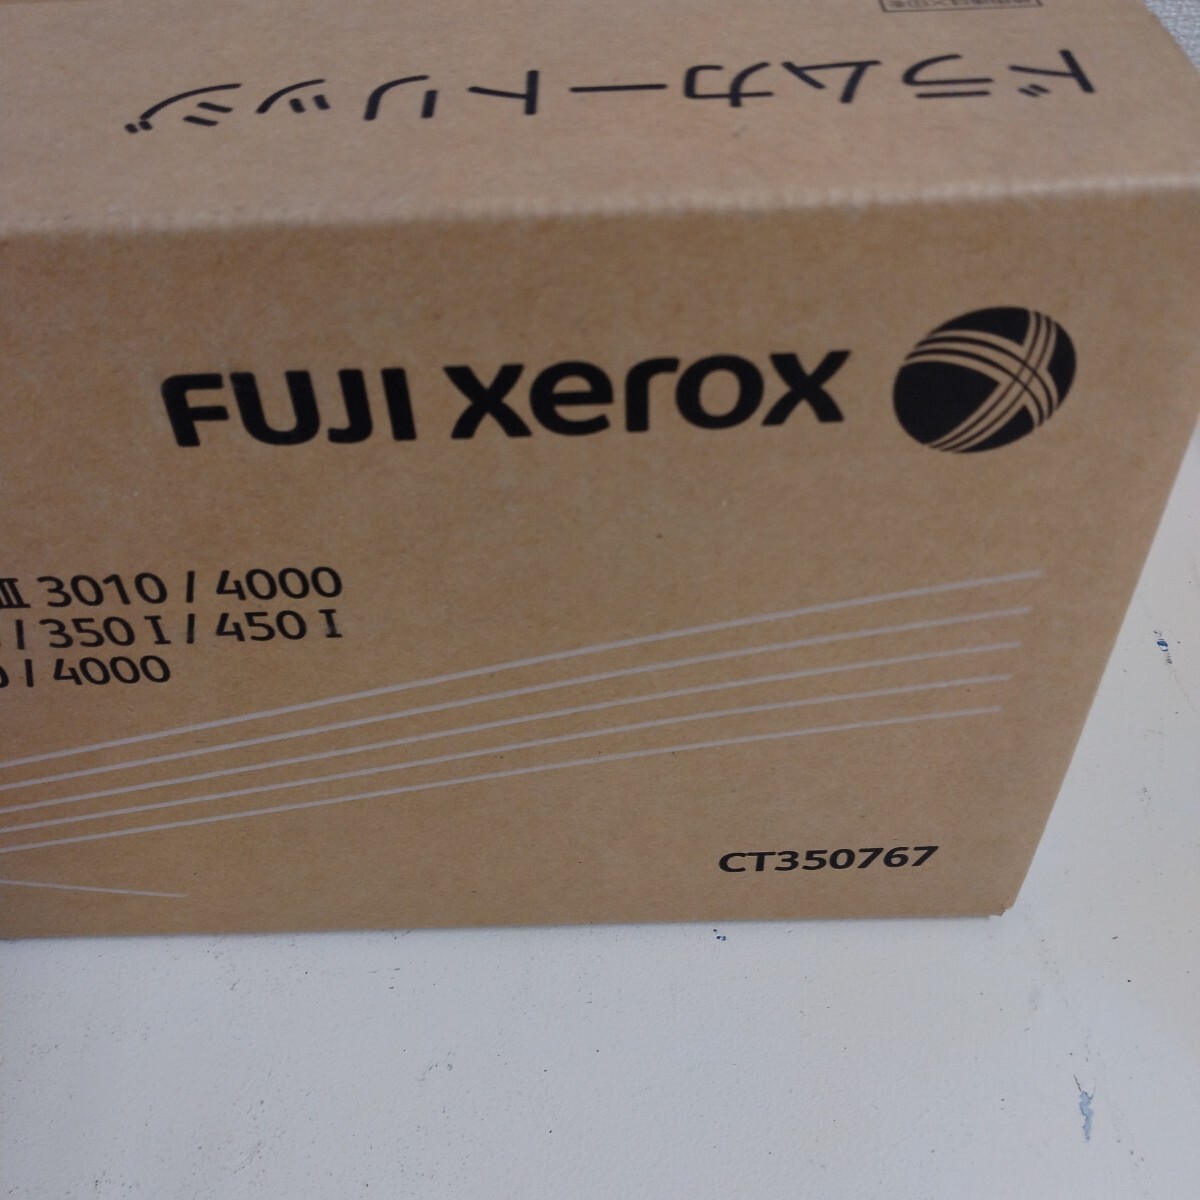 ドラムカートリッジ
FUJI xerox
III 3010 / 4000
/ 350 I / 450 I
/ 4000
CT350767